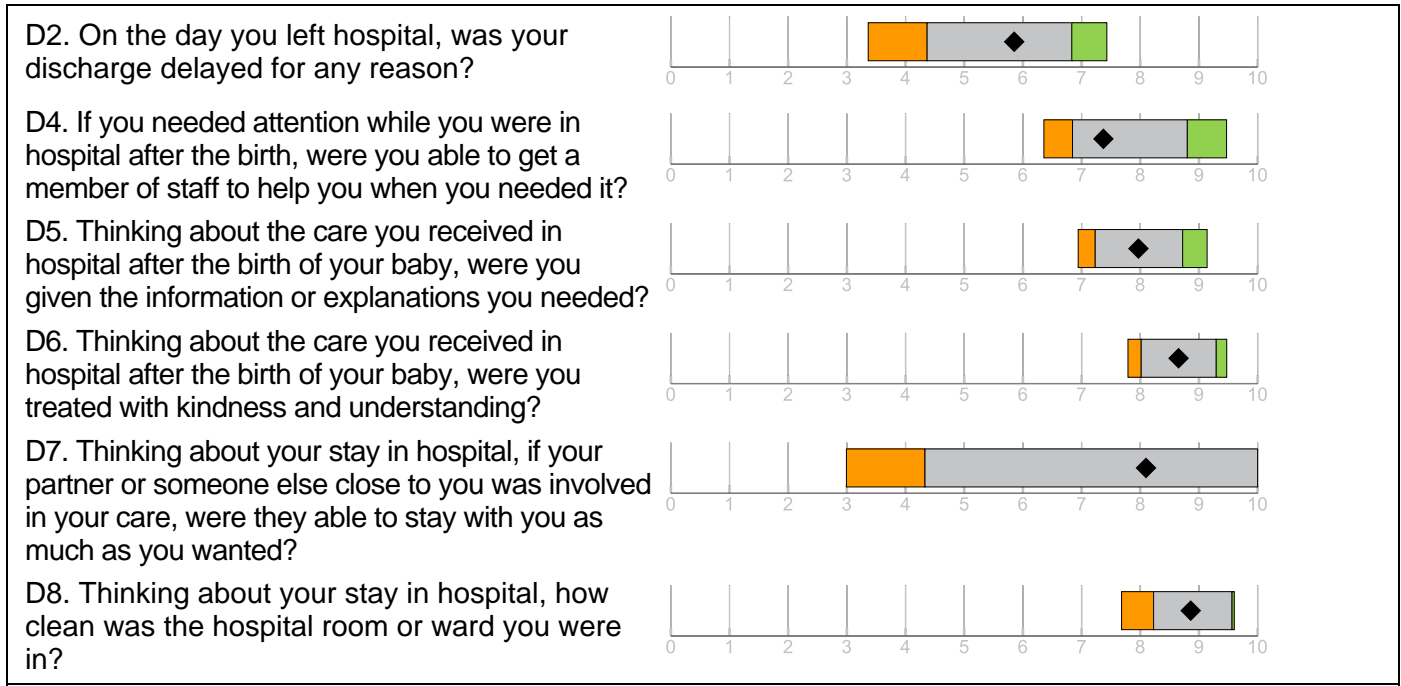 D2. On the day you left hospital, was your
discharge delayed for any reason?
0 1 2 3 4 5 6 7 8 9 10
D4. If you needed attention while you were in
hospital after the birth, were you able to get a
member of staff to help you when you needed it?
0 1 2 3 4 5 6 7 8 9 10
D5. Thinking about the care you received in
hospital after the birth of your baby, were you
given the information or explanations you needed?
0 1 2 3 4 5 6 7 8 9 10
D6. Thinking about the care you received in
hospital after the birth of your baby, were you
treated with kindness and understanding?
0 1 2 3 4 5 6 7 8 9 10
D7. Thinking about your stay in hospital, if your
partner or someone else close to you was involved
in your care, were they able to stay with you as
much as you wanted?
0 1 2 3 4 5 6 7 8 9 10
D8. Thinking about your stay in hospital, how
clean was the hospital room or ward you were
in?
0 1 2 3 4 5 6 7 8 9 10